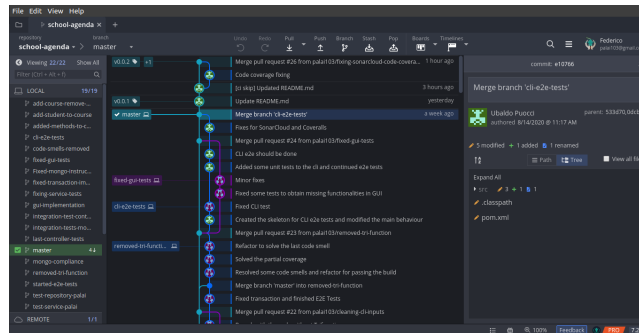 File Edit View Help
school-agenda
repository
branch
school-agenda
master
Undo Redo Pull Push Branch Stash Pop Boards Timelines
Federico
Viewing 22/22 Show All
Filter (Ctrl + Alt + f)
LOCAL 19/19
add-course-remove-...
add-student-to-course
added-methods-to-c...
cli-e2e-tests
code-smells-removed
fixed-gui-tests
Fixed-mongo-instruc...
fixed-transaction-im...
fixing-service-tests
gui-implementation
integration-test-cont...
integration-tests-mo...
last-controller-tests
master 4↓
mongo-compliance
removed-tri-function
started-e2e-tests
test-repository-palai
test-service-palai
REMOTE 1/1
v0.0.2 +1
v0.0.1
master
fixed-gui-tests
cli-e2e-tests
removed-tri-functi...
Merge pull request #26 from palai103/fixing-sonarcloud-code-covera... 1 hour ago
Code coverage fixing
[ci skip] Updated README.md 3 hours ago
Update README.md yesterday
Merge branch 'cli-e2e-tests' a week ago
Fixes for SonarCloud and Coveralls
Merge pull request #24 from palai103/fixed-gui-tests
CLI e2e should be done
Added some unit tests to the cli and continued e2e tests
Minor fixes
Fixed some tests to obtain missing functionalities in GUI
Fixed CLI test
Created the skeleton for CLI e2e tests and modified the main behaviour
Merge pull request #23 from palai103/removed-tri-function
Refactor to solve the last code smell
Solved the partial coverage
Resolved some code smells and refactor for passing the build
Merge branch 'master' into removed-tri-function
Fixed transaction and finished E2E Tests
Merge pull request #22 from palai103/cleaning-cli-inputs
commit: e10766
Merge branch 'cli-e2e-tests'
Ubaldo Puocci
authored 8/14/2020 @ 11:17 AM
parent: 533d70,
5 modified + 1 added 1 renamed
Path Tree View all file
Expand All
src 3 + 1 1
.classpath
pom.xml
100% Feedback ? PRO